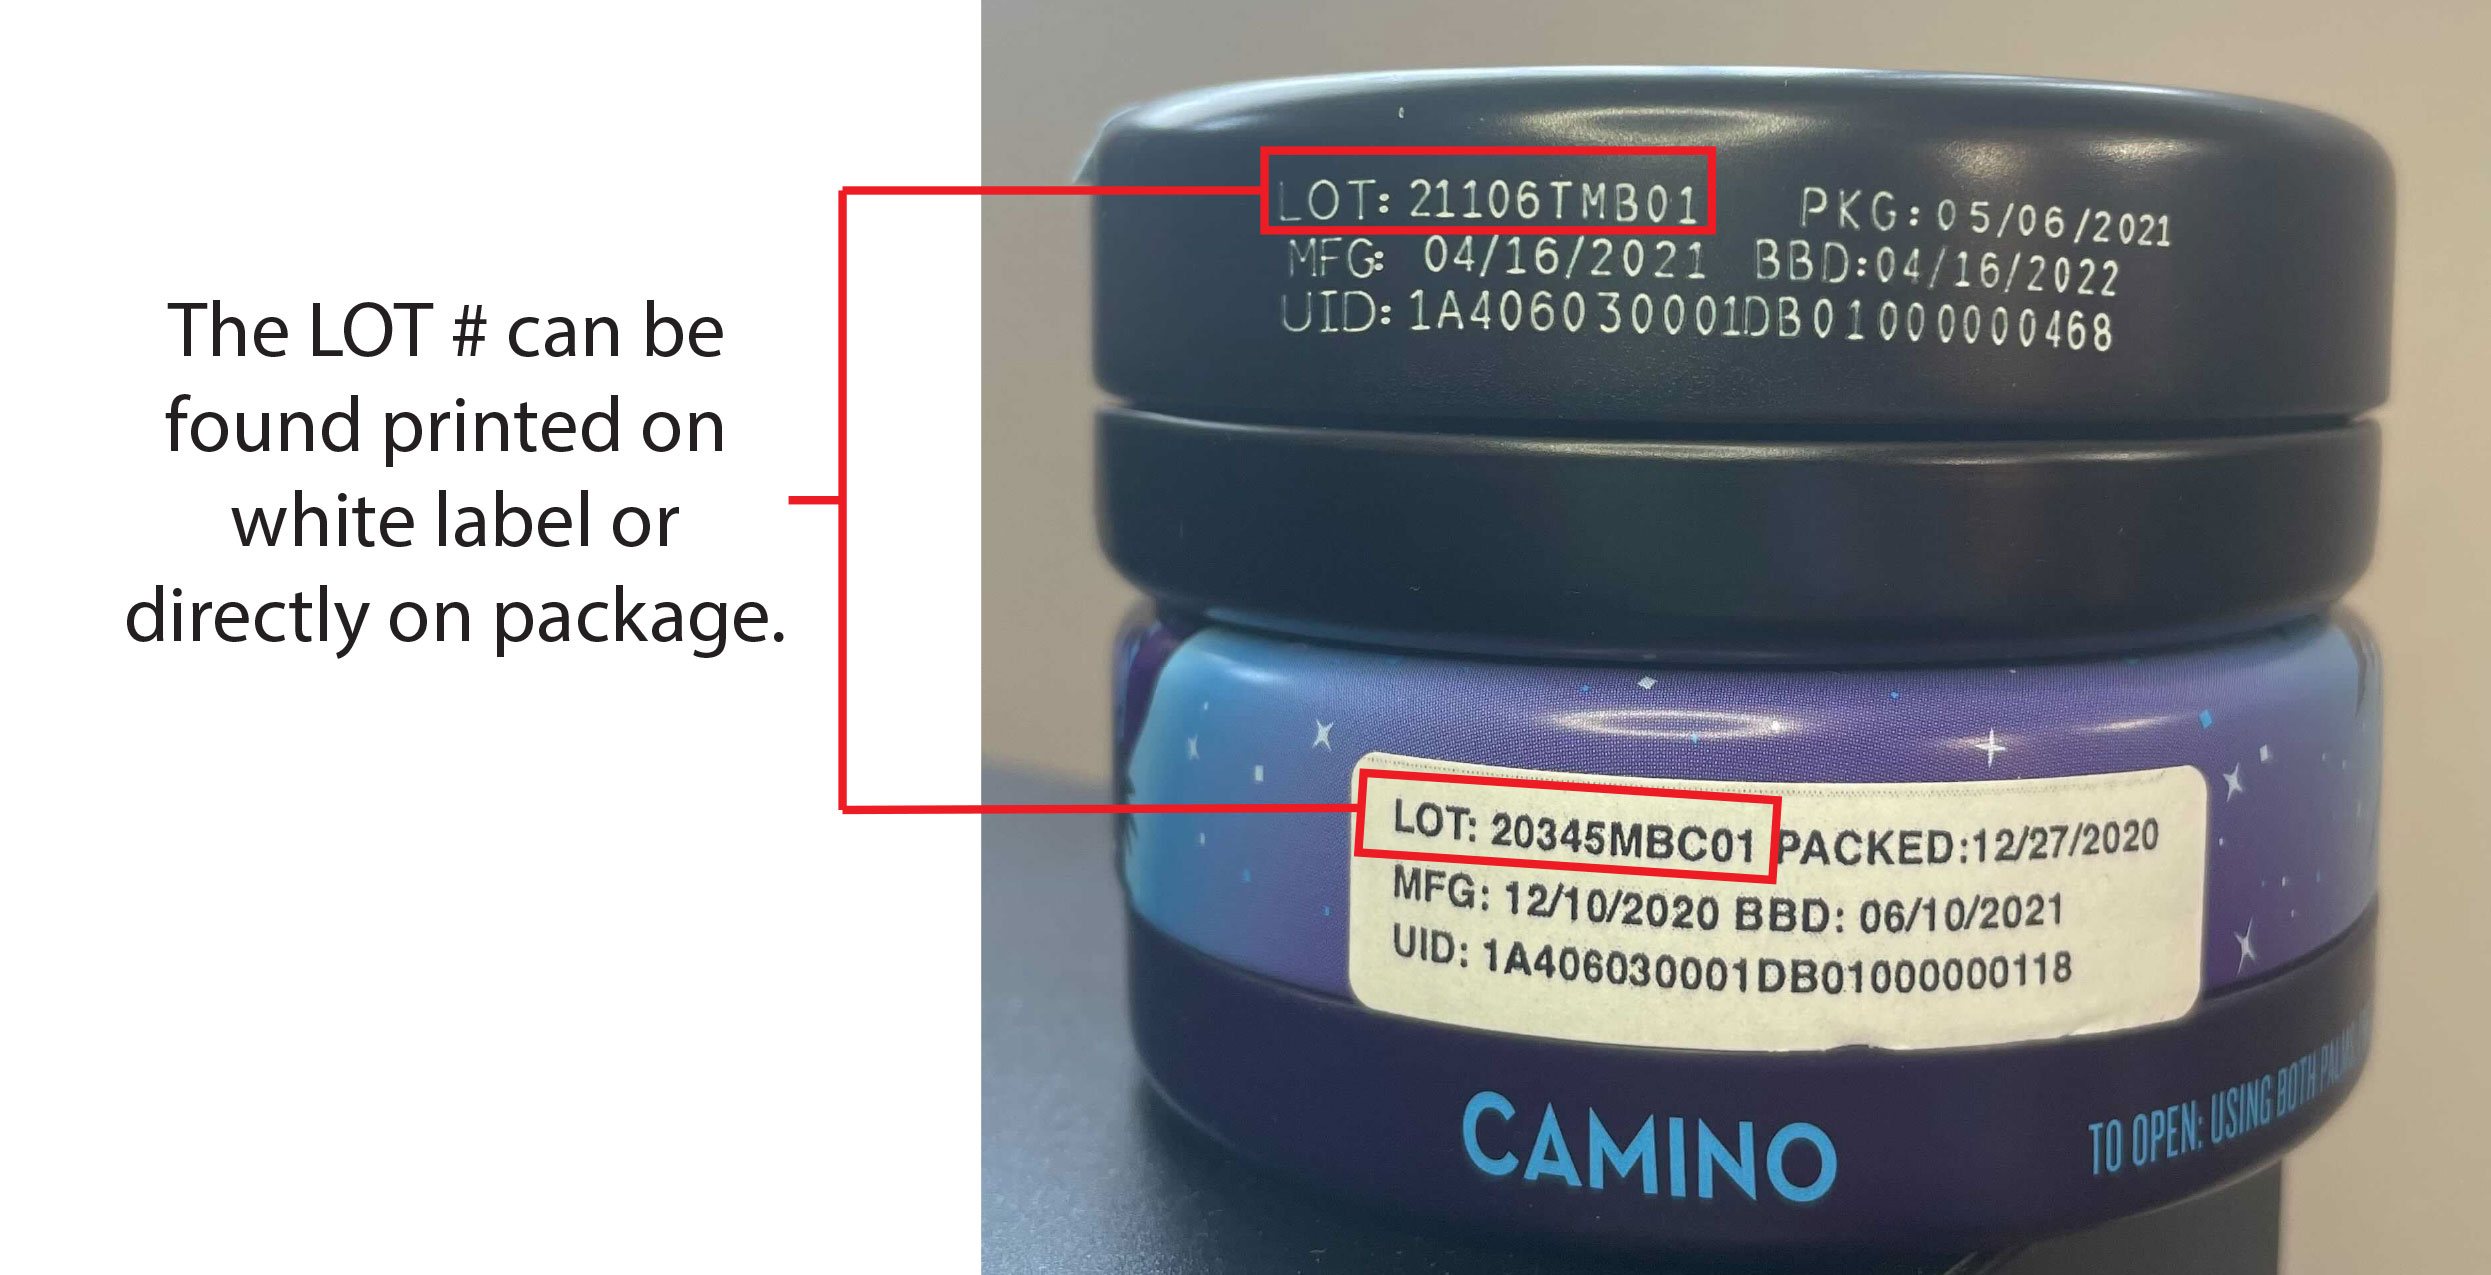 The LOT # can be
found printed on
white label or
directly on package.
LOT: 21106TMB01 PKG:05/06/2021
MFG: 04/16/2021 BBD:04/16/2022
UID:1A406030001DB01000000468
LOT: 20345MBC01 PACKED:12/27/2020
MFG: 12/10/2020 BBD: 06/10/2021
UID: 1A406030001DB01000000118
CAMINO
TO OPEN: USING BOTH